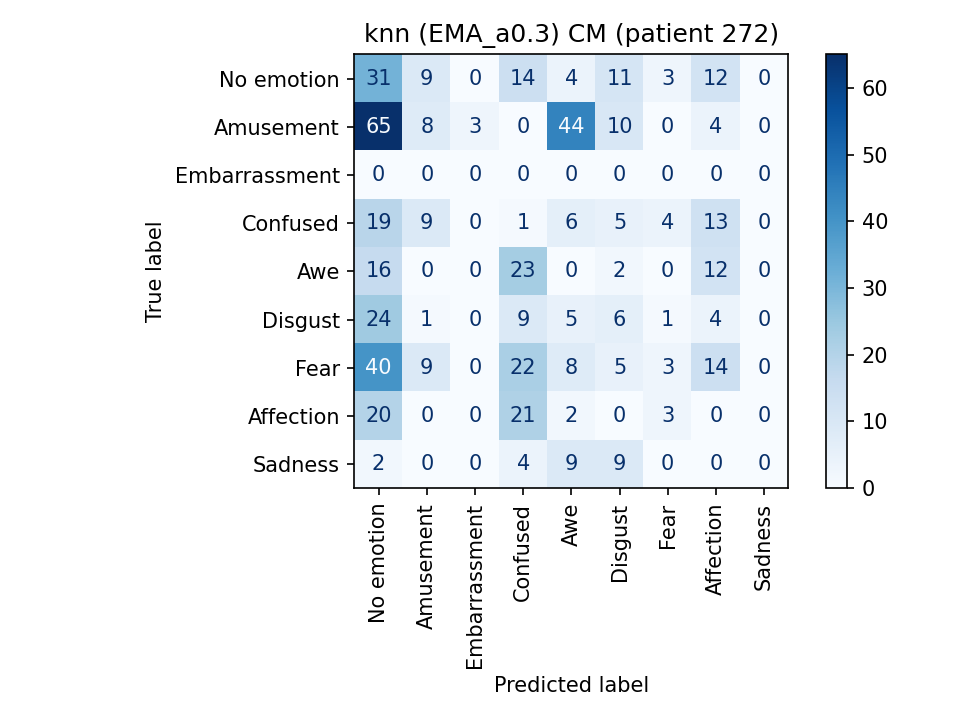 knn (EMA_a0.3) CM (patient 272)
No emotion 31 9 0 14 4 11 3 12 0
Amusement 65 8 3 0 44 10 0 4 0
Embarrassment 0 0 0 0 0 0 0 0 0
Confused 19 9 0 1 6 5 4 13 0
Awe 16 0 0 23 0 2 0 12 0
Disgust 24 1 0 9 5 6 1 4 0
Fear 40 9 0 22 8 5 3 14 0
Affection 20 0 0 21 2 0 3 0 0
Sadness 2 0 0 4 9 9 0 0 0
True label
No emotion
Amusement
Embarrassment
Confused
Awe
Disgust
Fear
Affection
Sadness
Predicted label
60
50
40
30
20
10
0